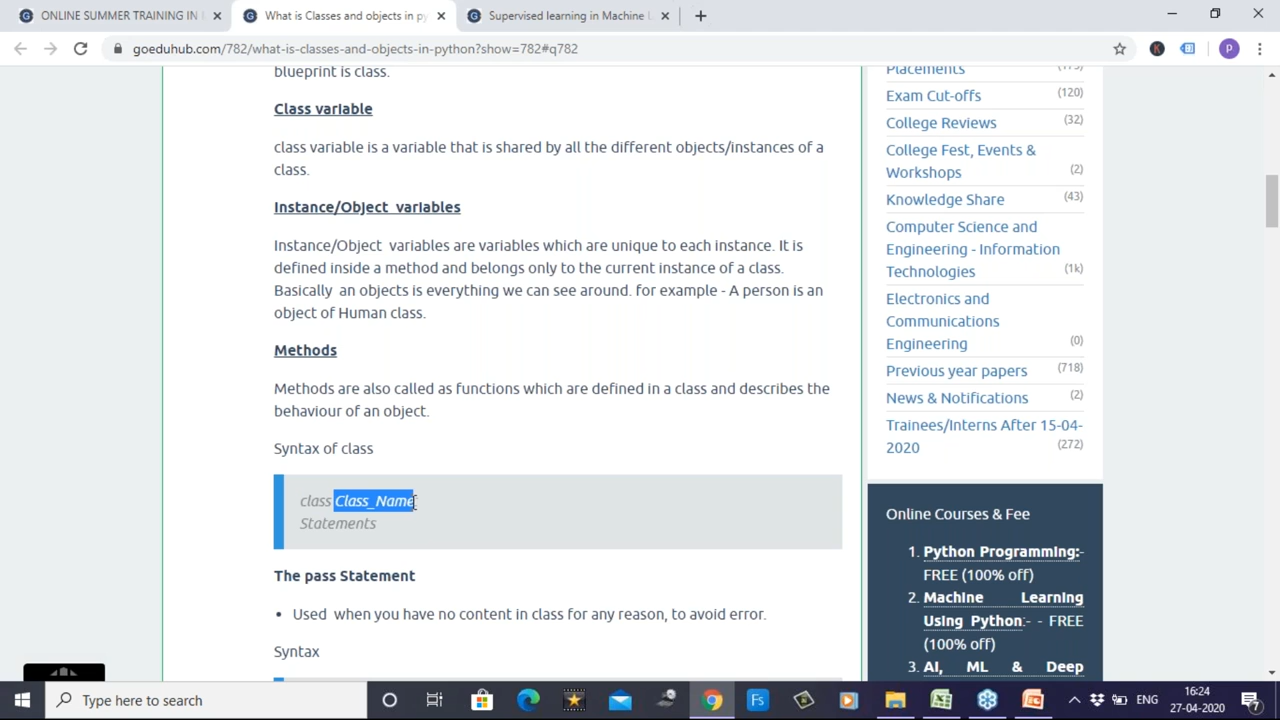 ONLINE SUMMER TRAINING IN
What is Classes and objects in py
Supervised learning in Machine L
goeduhub.com/782/what-is-classes-and-objects-in-python?show=782#q782
p
blueprint is class.
Class variable
class variable is a variable that is shared by all the different objects/instances of a
class.
Instance/Object variables
Instance/Object variables are variables which are unique to each instance. It is
defined inside a method and belongs only to the current instance of a class.
Basically an objects is everything we can see around. for example - A person is an
object of Human class.
Methods
Methods are also called as functions which are defined in a class and describes the
behaviour of an object.
Syntax of class
class Class_Name
Statements
The pass Statement
• Used when you have no content in class for any reason, to avoid error.
Syntax
Placements
Exam Cut-offs (120)
College Reviews (32)
College Fest, Events &
Workshops (2)
Knowledge Share (43)
Computer Science and
Engineering - Information
Technologies (1k)
Electronics and
Communications
Engineering (0)
Previous year papers (718)
News & Notifications (2)
Trainees/Interns After 15-04-
2020 (272)
Online Courses & Fee
1. Python Programming:-
FREE (100% off)
2. Machine Learning
Using Python:- - FREE
(100% off)
3. AI, ML & Deep
Type here to search
Fs
ENG
16:24
27-04-2020
7